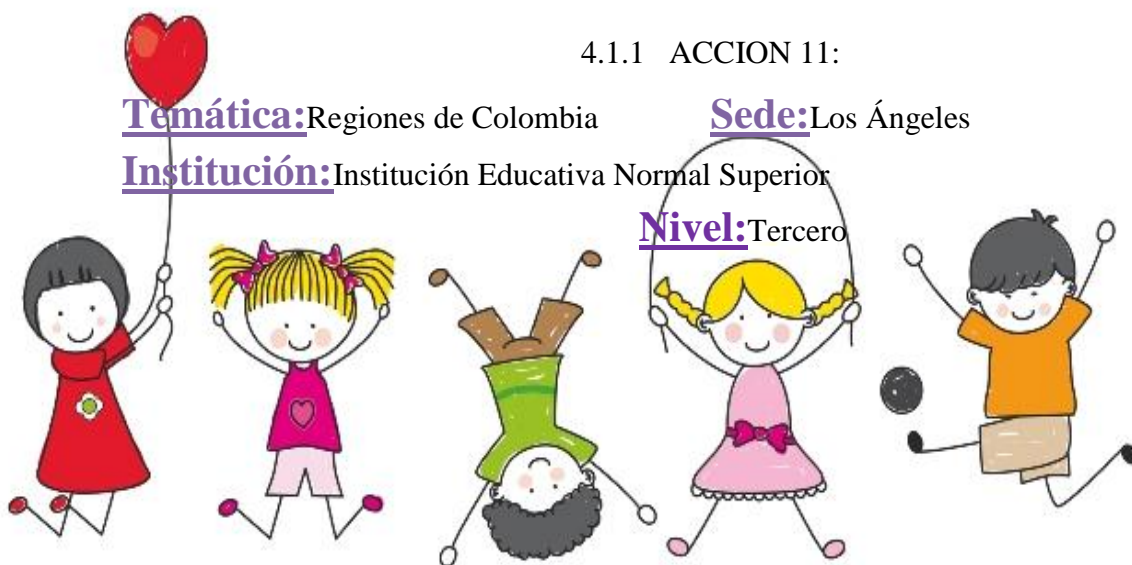 4.1.1 ACCION 11:
Temática:Regiones de Colombia Sede:Los Ángeles
Institución:Institución Educativa Normal Superior
Nivel:Tercero